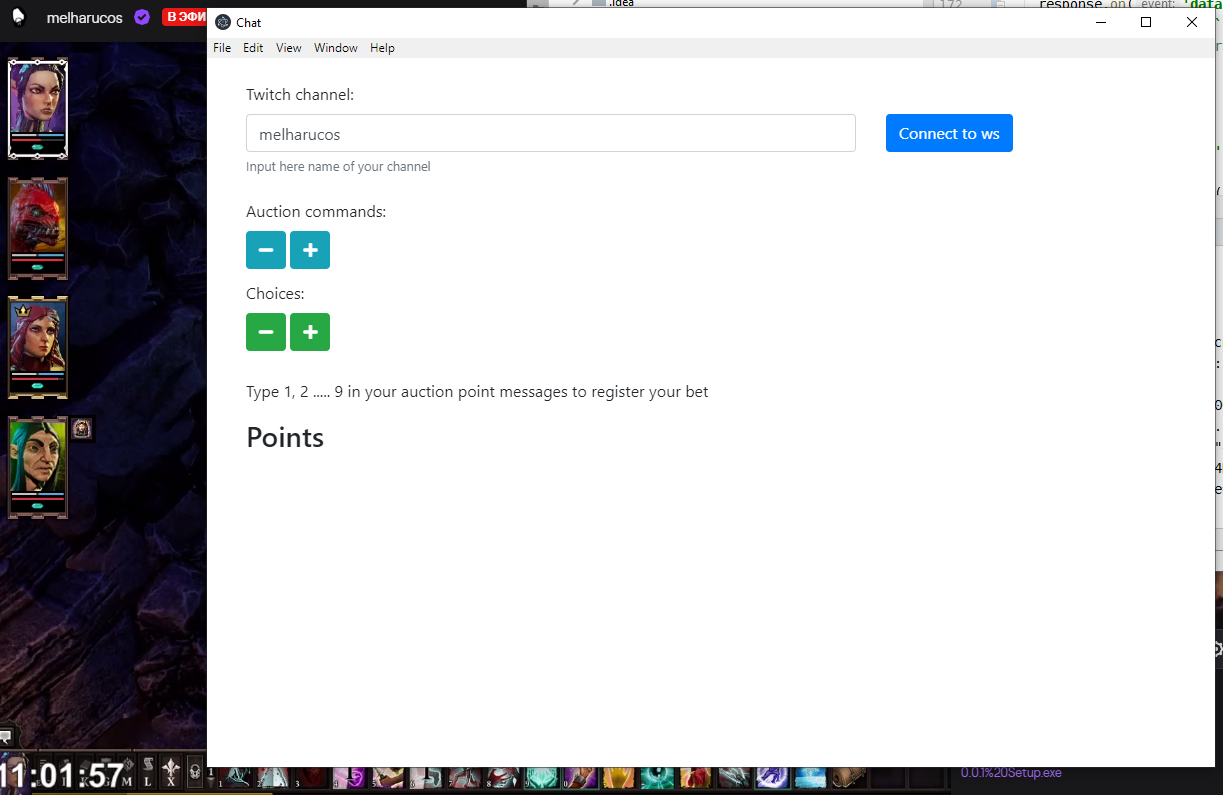 melharucos
В ЭФИ
.idea
172
response.on( event: 'data
Chat
File Edit View Window Help
Twitch channel:
melharucos
Connect to ws
Input here name of your channel
Auction commands:
Choices:
Type 1, 2 ..... 9 in your auction point messages to register your bet
Points
11:01:57
M L X
0.0.1%20Setup.exe